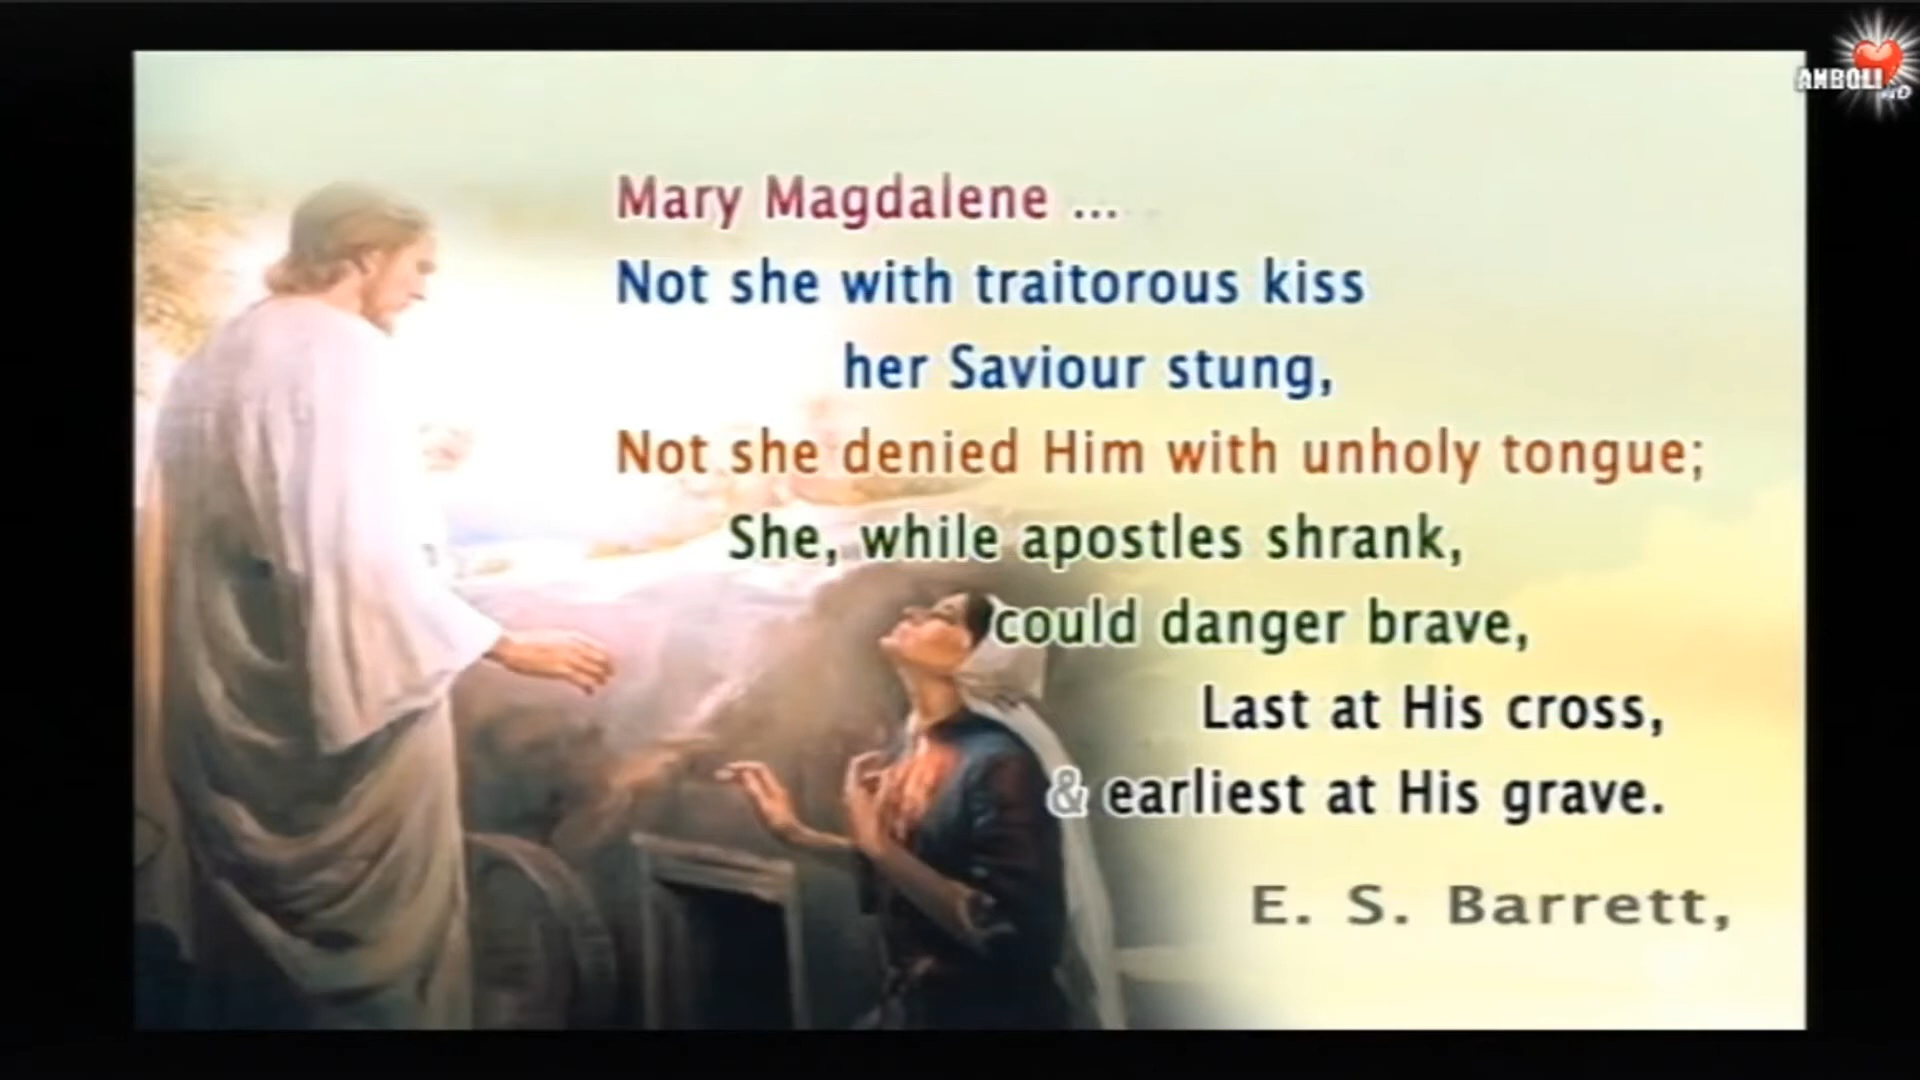 ANBOLI
HD
Mary Magdalene ...
Not she with traitorous kiss
her Saviour stung,
Not she denied Him with unholy tongue;
She, while apostles shrank,
could danger brave,
Last at His cross,
& earliest at His grave.
E. S. Barrett,